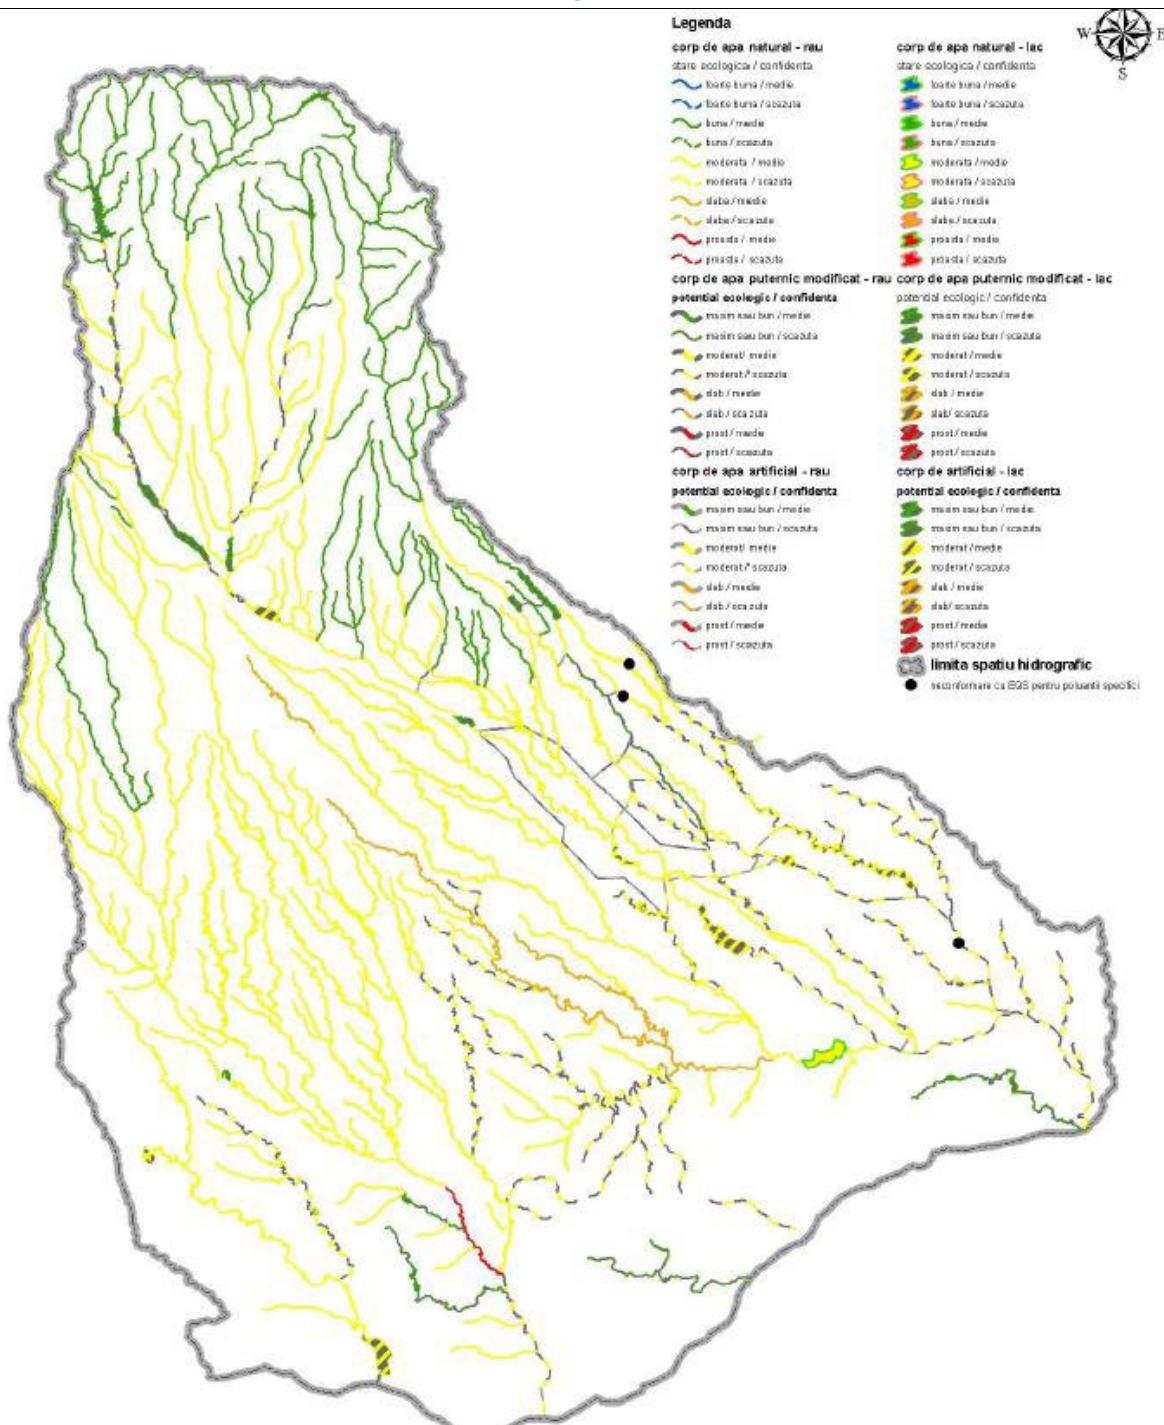 Legenda
corp de apa natural - rau
stare ecologica / confidenta
foarte buna / medie
foarte buna / scazuta
buna / medie
buna / scazuta
moderata / medie
moderata / scazuta
slaba / medie
slaba / scazuta
proasta / medie
proasta / scazuta
corp de apa puternic modificat - rau
potential ecologic / confidenta
maxim sau bun / medie
maxim sau bun / scazuta
moderat/ medie
moderat/* scazuta
slab / medie
slab / scazuta
prost / medie
prost / scazuta
corp de apa artificial - rau
potential ecologic / confidenta
maxim sau bun / medie
maxim sau bun / scazuta
moderat/ medie
moderat/* scazuta
slab / medie
slab / scazuta
prost / medie
prost / scazuta
corp de apa natural - lac
stare ecologica / confidenta
foarte buna / medie
foarte buna / scazuta
buna / medie
buna / scazuta
moderata / medie
moderata / scazuta
slaba / medie
slaba / scazuta
proasta / medie
proasta / scazuta
corp de apa puternic modificat - lac
potential ecologic / confidenta
maxim sau bun / medie
maxim sau bun / scazuta
moderat / medie
moderat / scazuta
slab / medie
slab/ scazuta
prost / medie
prost / scazuta
corp de artificial - lac
potential ecologic / confidenta
maxim sau bun / medie
maxim sau bun / scazuta
moderat / medie
moderat / scazuta
slab / medie
slab/ scazuta
prost / medie
prost / scazuta
limita spatiu hidrografic
neconformare cu EQS pentru poluantii specifici
W E
S